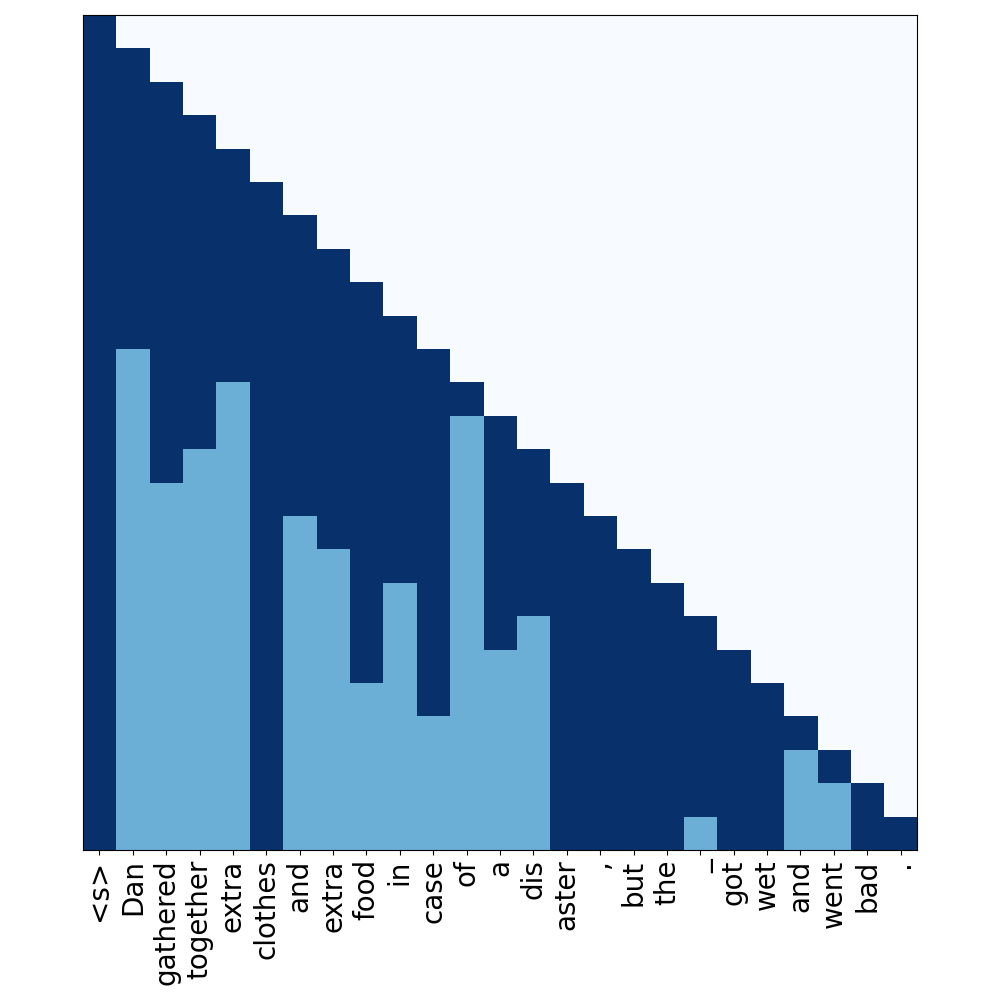 <s> Dan gathered together extra clothes and extra food in case of a dis aster , but the _ got wet and went bad .